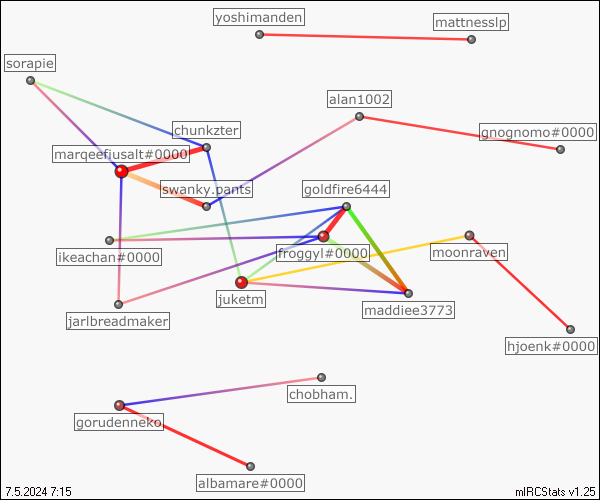 yoshimanden
mattnesslp
sorapie
alan1002
chunkzter
gnognomo#0000
marqeefiusalt#0000
swanky.pants
goldfire6444
ikeachan#0000
froggyl#0000
moonraven
juketm
maddiee3773
jarlbreadmaker
hjoenk#0000
chobham.
gorudenneko
albamare#0000
7.5.2024 7:15
mIRCStats v1.25